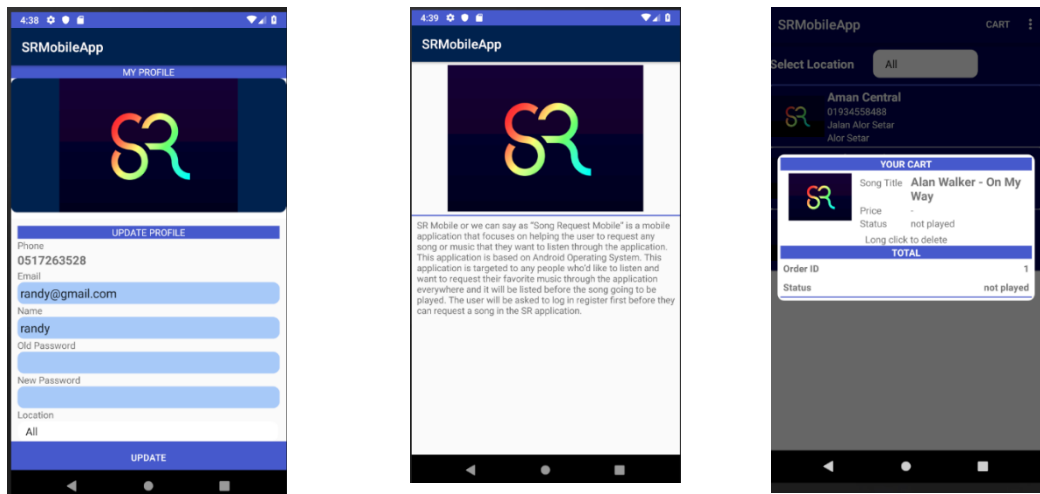 4:38
SRMobileApp
MY PROFILE
SR
UPDATE PROFILE
Phone
0517263528
Email
randy@gmail.com
Name
randy
Old Password
New Password
Location
All
UPDATE
4:39
SRMobileApp
SR
SR Mobile or we can say as "Song Request Mobile" is a mobile
application that focuses on helping the user to request any
song or music that they want to listen through the application.
This application is based on Android Operating System. This
application is targeted to any people who'd like to listen and
want to request their favorite music through the application
everywhere and it will be listed before the song going to be
played. The user will be asked to log in register first before they
can request a song in the SR application.
SRMobileApp CART
Select Location All
SR
Aman Central
01934558488
Jalan Alor Setar
Alor Setar
YOUR CART
SR
Song Title Alan Walker - On My
Way
Price -
Status not played
Long click to delete
TOTAL
Order ID 1
Status not played